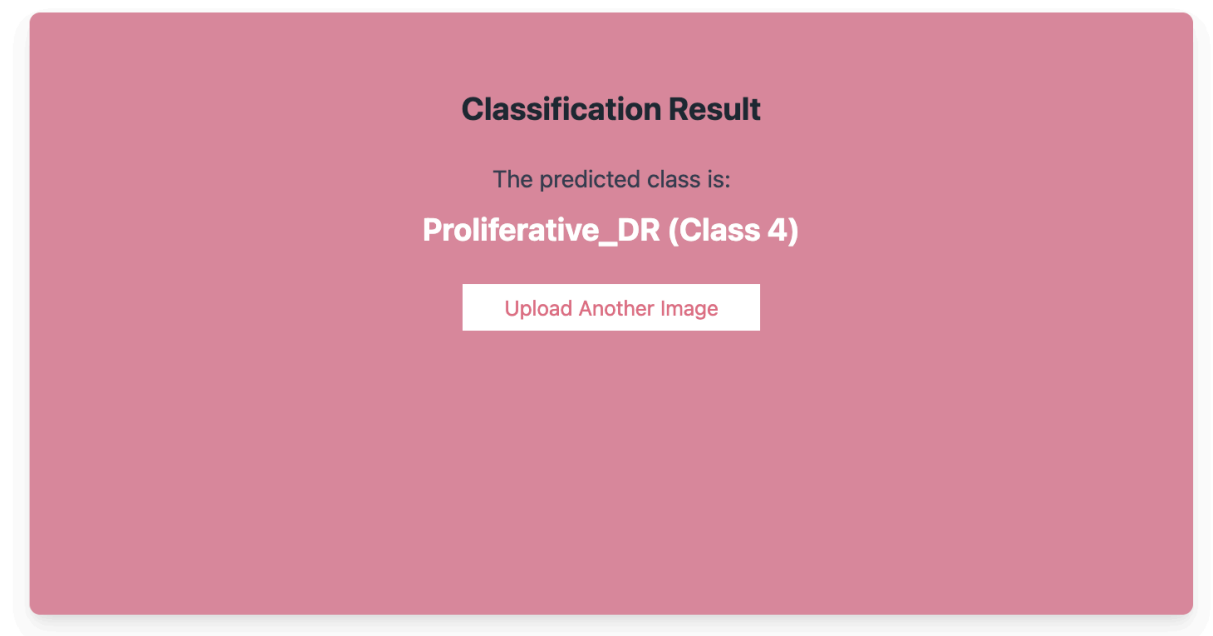 Classification Result
The predicted class is:
Proliferative_DR (Class 4)
Upload Another Image